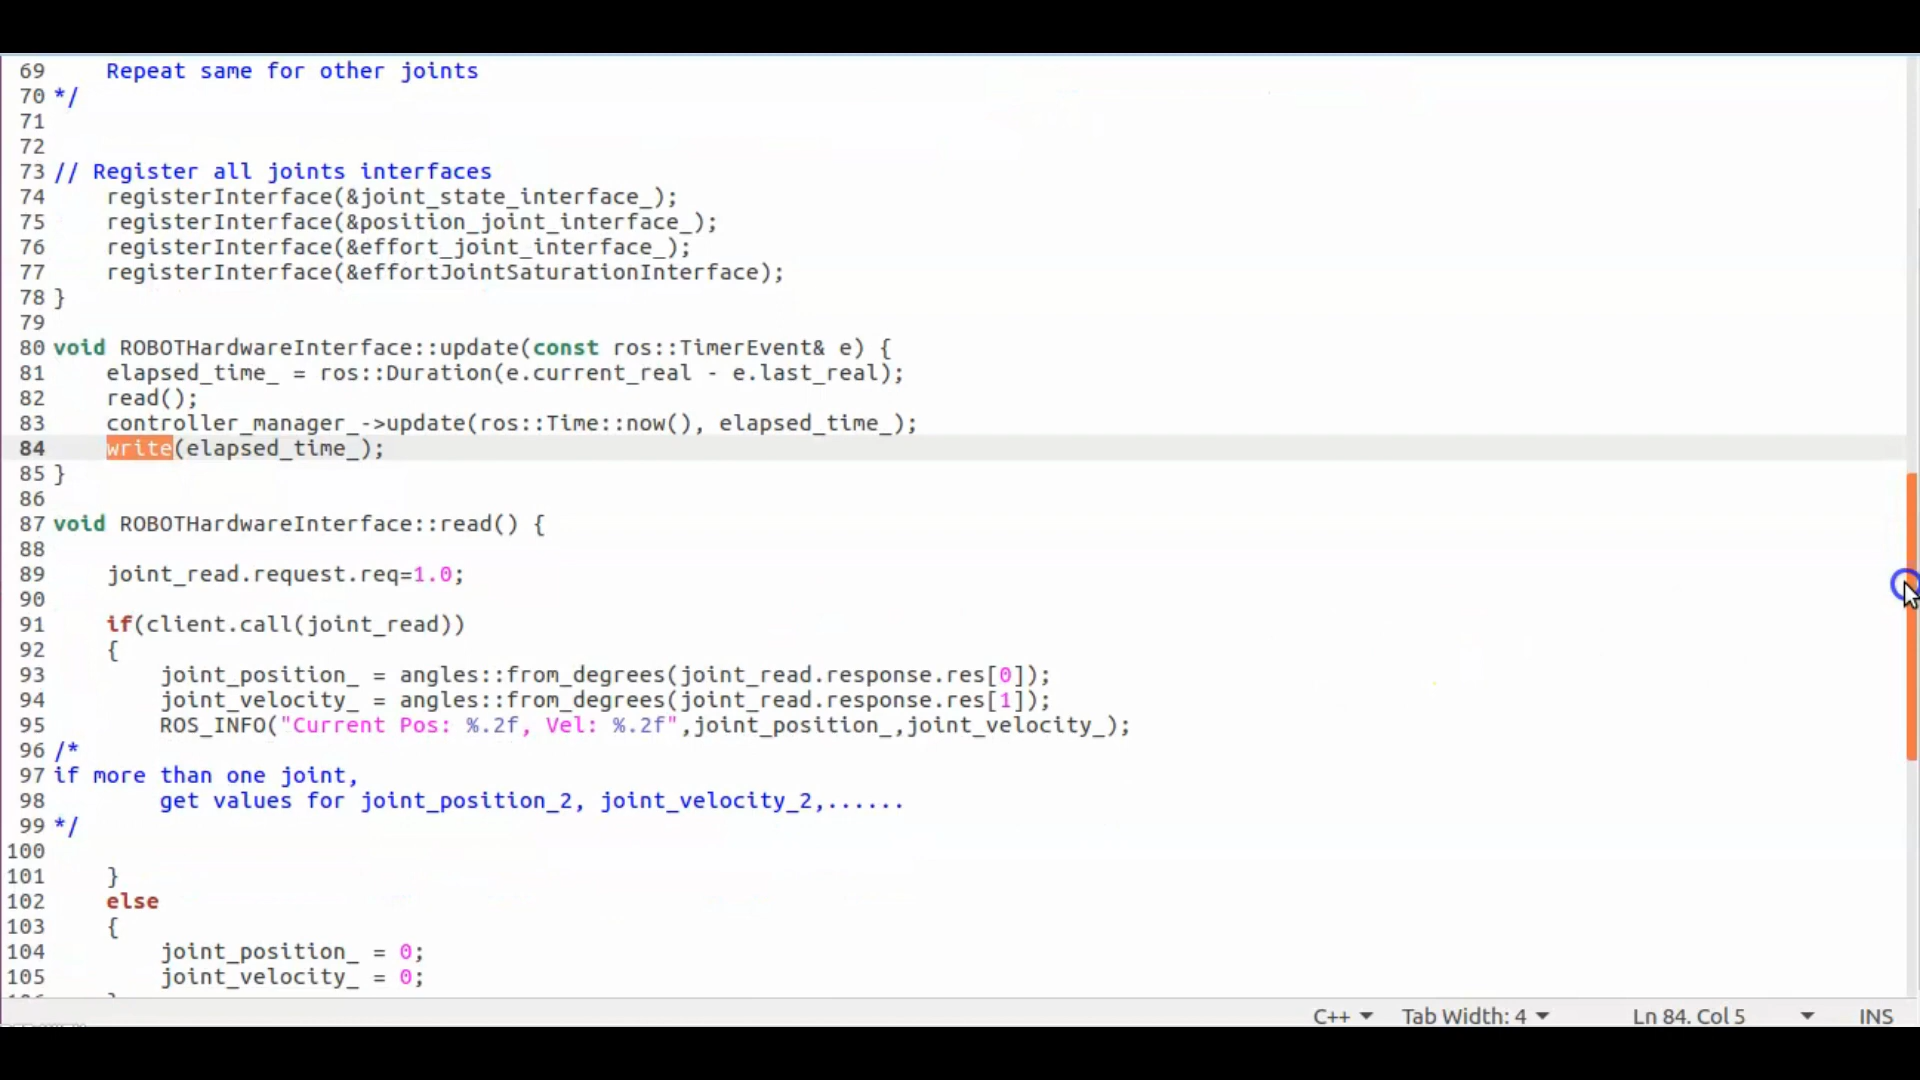 69     Repeat same for other joints
70 */
71
72
73 // Register all joints interfaces
74     registerInterface(&joint_state_interface_);
75     registerInterface(&position_joint_interface_);
76     registerInterface(&effort_joint_interface_);
77     registerInterface(&effortJointSaturationInterface);
78 }
79
80 void ROBOTHardwareInterface::update(const ros::TimerEvent& e) {
81     elapsed_time_ = ros::Duration(e.current_real - e.last_real);
82     read();
83     controller_manager_->update(ros::Time::now(), elapsed_time_);
84     write(elapsed_time_);
85 }
86
87 void ROBOTHardwareInterface::read() {
88
89     joint_read.request.req=1.0;
90
91     if(client.call(joint_read))
92     {
93         joint_position_ = angles::from_degrees(joint_read.response.res[0]);
94         joint_velocity_ = angles::from_degrees(joint_read.response.res[1]);
95         ROS_INFO("Current Pos: %.2f, Vel: %.2f",joint_position_,joint_velocity_);
96 /*
97 if more than one joint,
98         get values for joint_position_2, joint_velocity_2,......
99 */
100
101     }
102     else
103     {
104         joint_position_ = 0;
105         joint_velocity_ = 0;
C++ Tab Width: 4 Ln 84, Col 5 INS